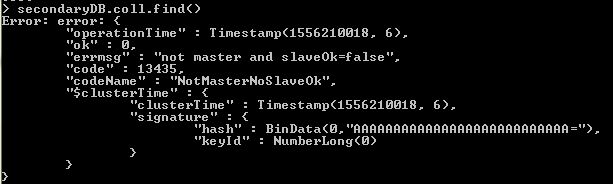 > secondaryDB.coll.find()
Error: error: {
"operationTime" : Timestamp(1556210018, 6),
"ok" : 0,
"errmsg" : "not master and slaveOk=false",
"code" : 13435,
"codeName" : "NotMasterNoSlaveOk",
"$clusterTime" : {
"clusterTime" : Timestamp(1556210018, 6),
"signature" : {
"hash" : BinData(0,"AAAAAAAAAAAAAAAAAAAAAAAAAAA="),
"keyId" : NumberLong(0)
}
}
}